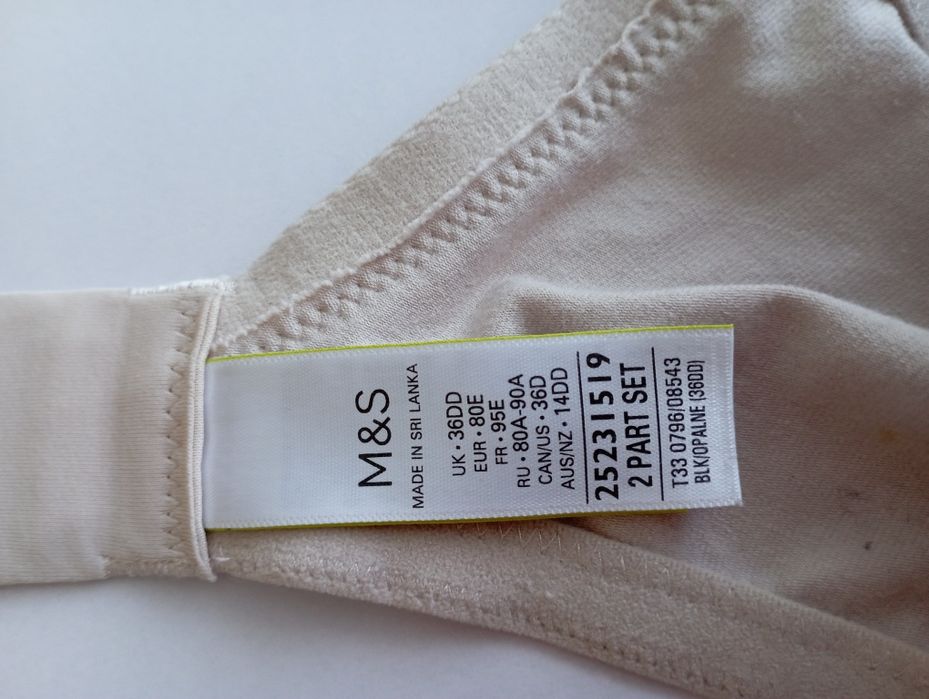 M&S
MADE IN SRI LANKA
UK • 36DD
EUR • 80E
FR • 95E
RU • 80A-90A
CAN/US • 36D
AUS/NZ • 14DD
25231519
2 PART SET
T33 0796/08543
BLK/OPALNE (36DD)